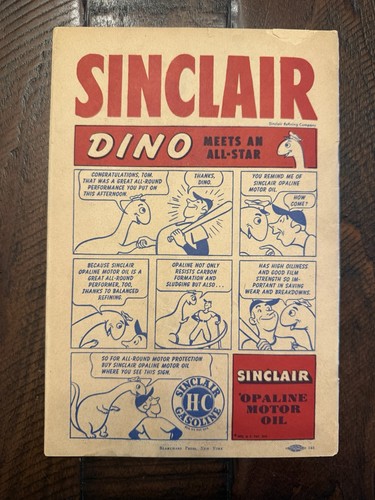 SINCLAIR
Sinclair Refining Company
DINO
MEETS AN
ALL-STAR
CONGRATULATIONS, TOM.
THAT WAS A GREAT ALL-ROUND
PERFORMANCE YOU PUT ON
THIS AFTERNOON.
THANKS,
DINO.
YOU REMIND ME OF
SINCLAIR OPALINE
MOTOR OIL.
HOW
COME?
BECAUSE SINCLAIR
OPALINE MOTOR OIL IS A
GREAT ALL-ROUND
PERFORMER, TOO,
THANKS TO BALANCED
REFINING.
OPALINE NOT ONLY
RESISTS CARBON
FORMATION AND
SLUDGING BUT ALSO...
HAS HIGH OILINESS
AND GOOD FILM
STRENGTH SO IM-
PORTANT IN SAVING
WEAR AND BREAKDOWNS.
SO FOR ALL-ROUND MOTOR PROTECTION
BUY SINCLAIR OPALINE MOTOR OIL
WHERE YOU SEE THIS SIGN.
SINCLAIR
HC
GASOLINE
SINCLAIR
OPALINE
MOTOR
OIL